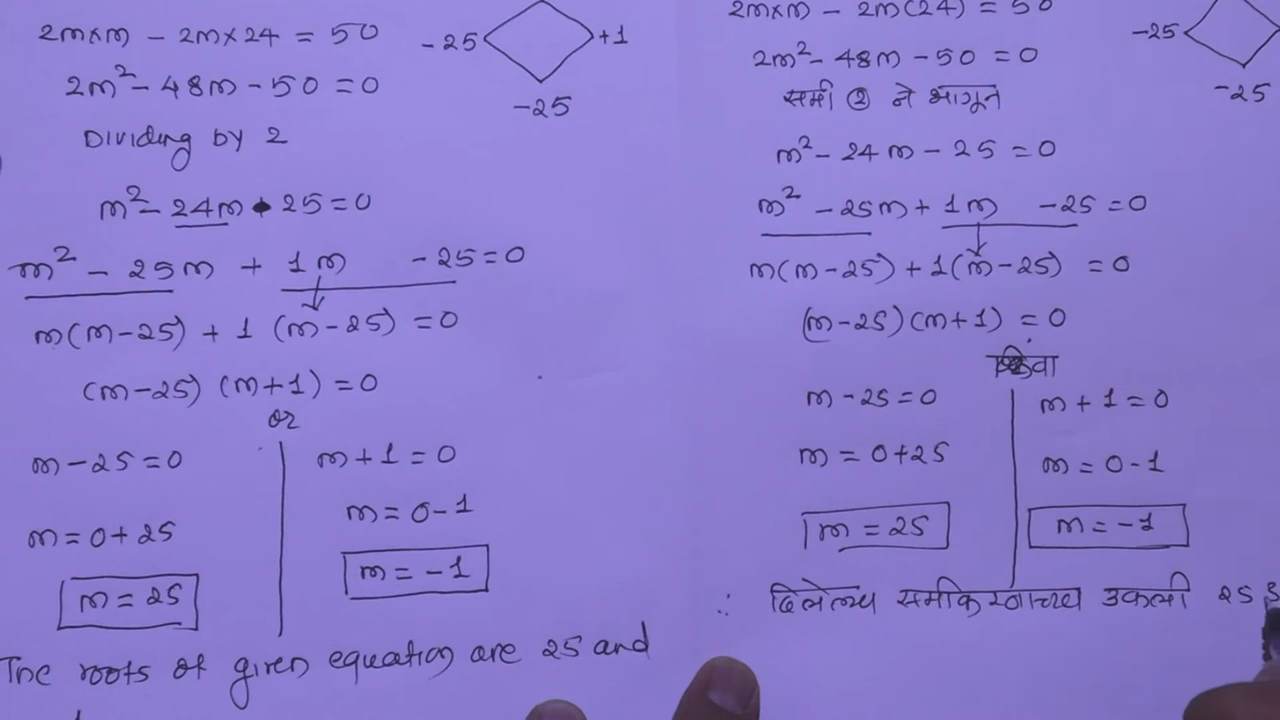 2m×m - 2m×24 = 50
-25 +1
2m² - 48m - 50 = 0
-25
Dividing by 2
m² - 24m 25 = 0
m² - 25m + 1m -25 = 0
m(m-25) + 1 (m-25) = 0
(m-25) (m+1) = 0
or
m-25 = 0
m+1 = 0
m = 0+25
m = 0-1
m = 25
m = -1
The roots of given equation are 25 and
2m×m - 2m(24) = 50
-25
2m² - 48m - 50 = 0
-25
समी २ ने भागून
m² - 24m - 25 = 0
m² - 25m + 1m -25 = 0
m(m-25) + 1(m-25) = 0
(m-25)(m+1) = 0
m-25 = 0
m+1 = 0
m = 0+25
m = 0-1
m = 25
m = -1
∴ उकली 25